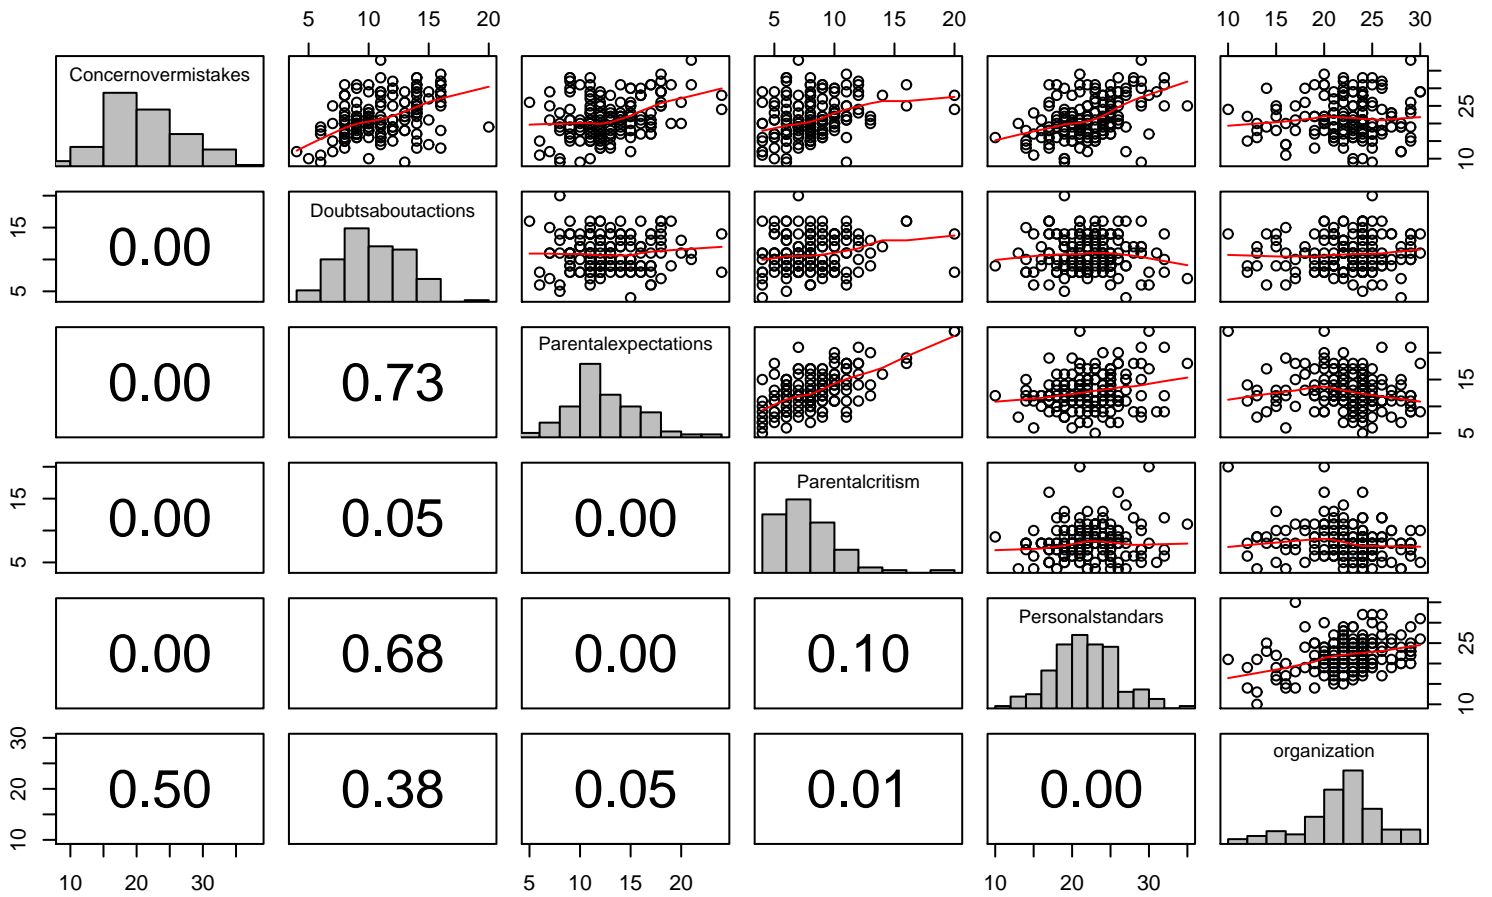 5 10 15 20 5 10 15 20 10 15 20 25 30
Concernovermistakes
10 25
0.00
Doubtsaboutactions
5 15
0.00
0.73
Parentalexpectations
5 15
0.00
0.05
0.00
Parentalcritism
5 15
0.00
0.68
0.00
0.10
Personalstandars
10 25
0.50
0.38
0.05
0.01
0.00
organization
10 20 30
10 20 30 5 10 15 20 10 20 30